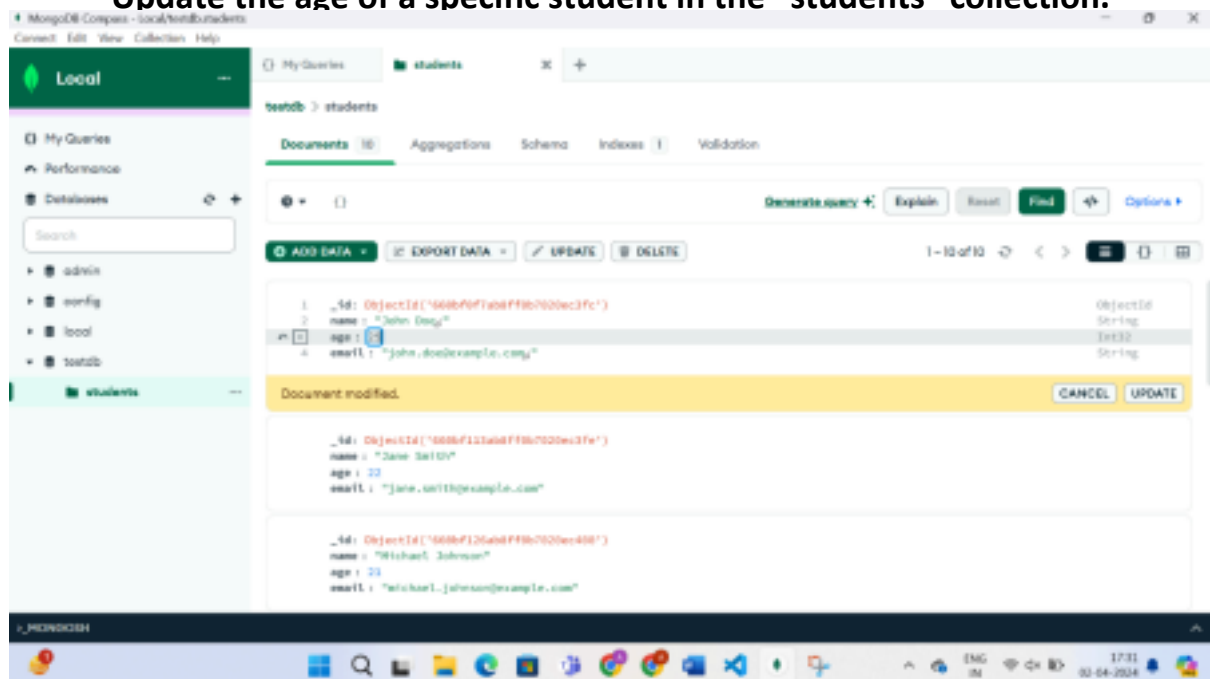 Update the age of a specific student in the "students" collection.
MongoDB Compass - Local/testdb.students
Connect Edit View Collection Help
Local
My Queries
students
testdb > students
My Queries
Performance
Databases
Search
admin
config
local
testdb
students
Documents 10 Aggregations Schema Indexes 1 Validation
Generate query Explain Reset Find Options
ADD DATA EXPORT DATA UPDATE DELETE
1-10 of 10
1 _id: ObjectId ObjectId
2 name: "John Doe" String
age: Int32
4 email: "john.doe@example.com" String
Document modified. CANCEL UPDATE
_id: ObjectId
name: "Jane Smith"
age: 22
email: "jane.smith@example.com"
_id: ObjectId
name: "Michael Johnson"
age: 21
email: "michael.johnson@example.com"
>_MONGOSH
ENG
IN
17:31
02-04-2024